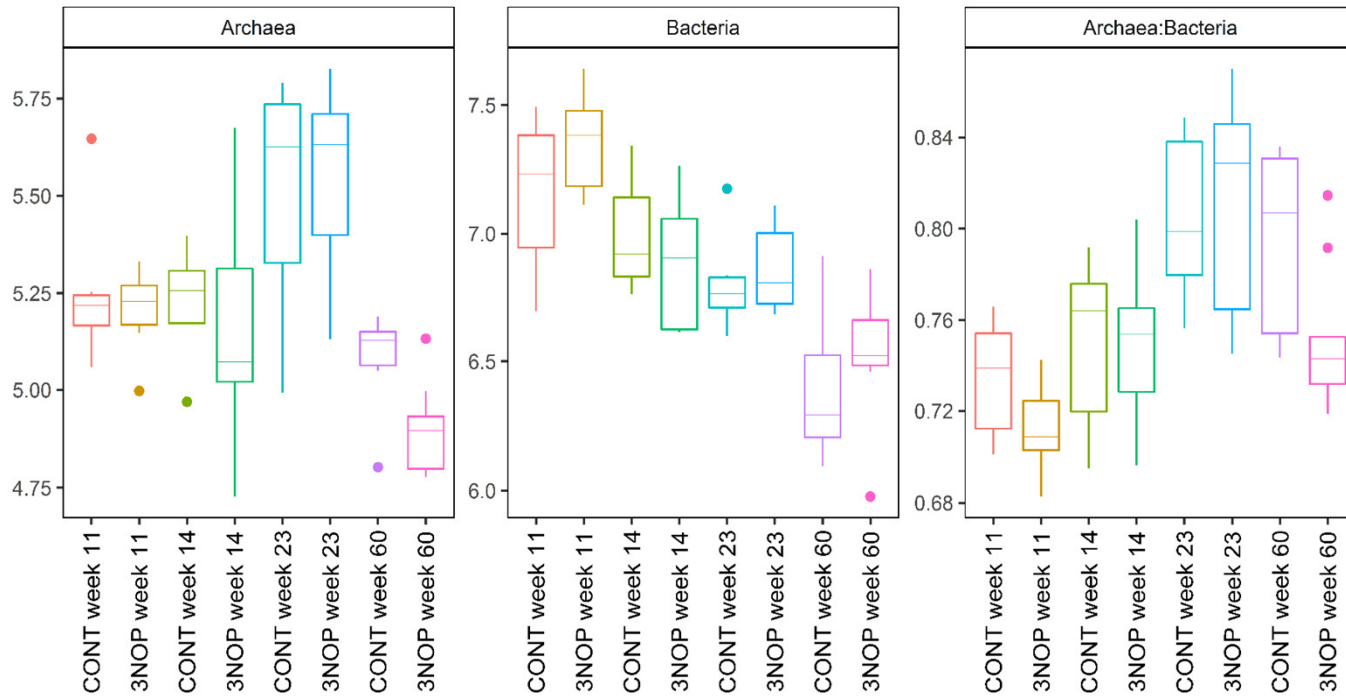 Archaea
Bacteria
Archaea:Bacteria
5.75
5.50
5.25
5.00
4.75
7.5
7.0
6.5
6.0
0.84
0.80
0.76
0.72
0.68
CONT week 11
3NOP week 11
CONT week 14
3NOP week 14
CONT week 23
3NOP week 23
CONT week 60
3NOP week 60
CONT week 11
3NOP week 11
CONT week 14
3NOP week 14
CONT week 23
3NOP week 23
CONT week 60
3NOP week 60
CONT week 11
3NOP week 11
CONT week 14
3NOP week 14
CONT week 23
3NOP week 23
CONT week 60
3NOP week 60